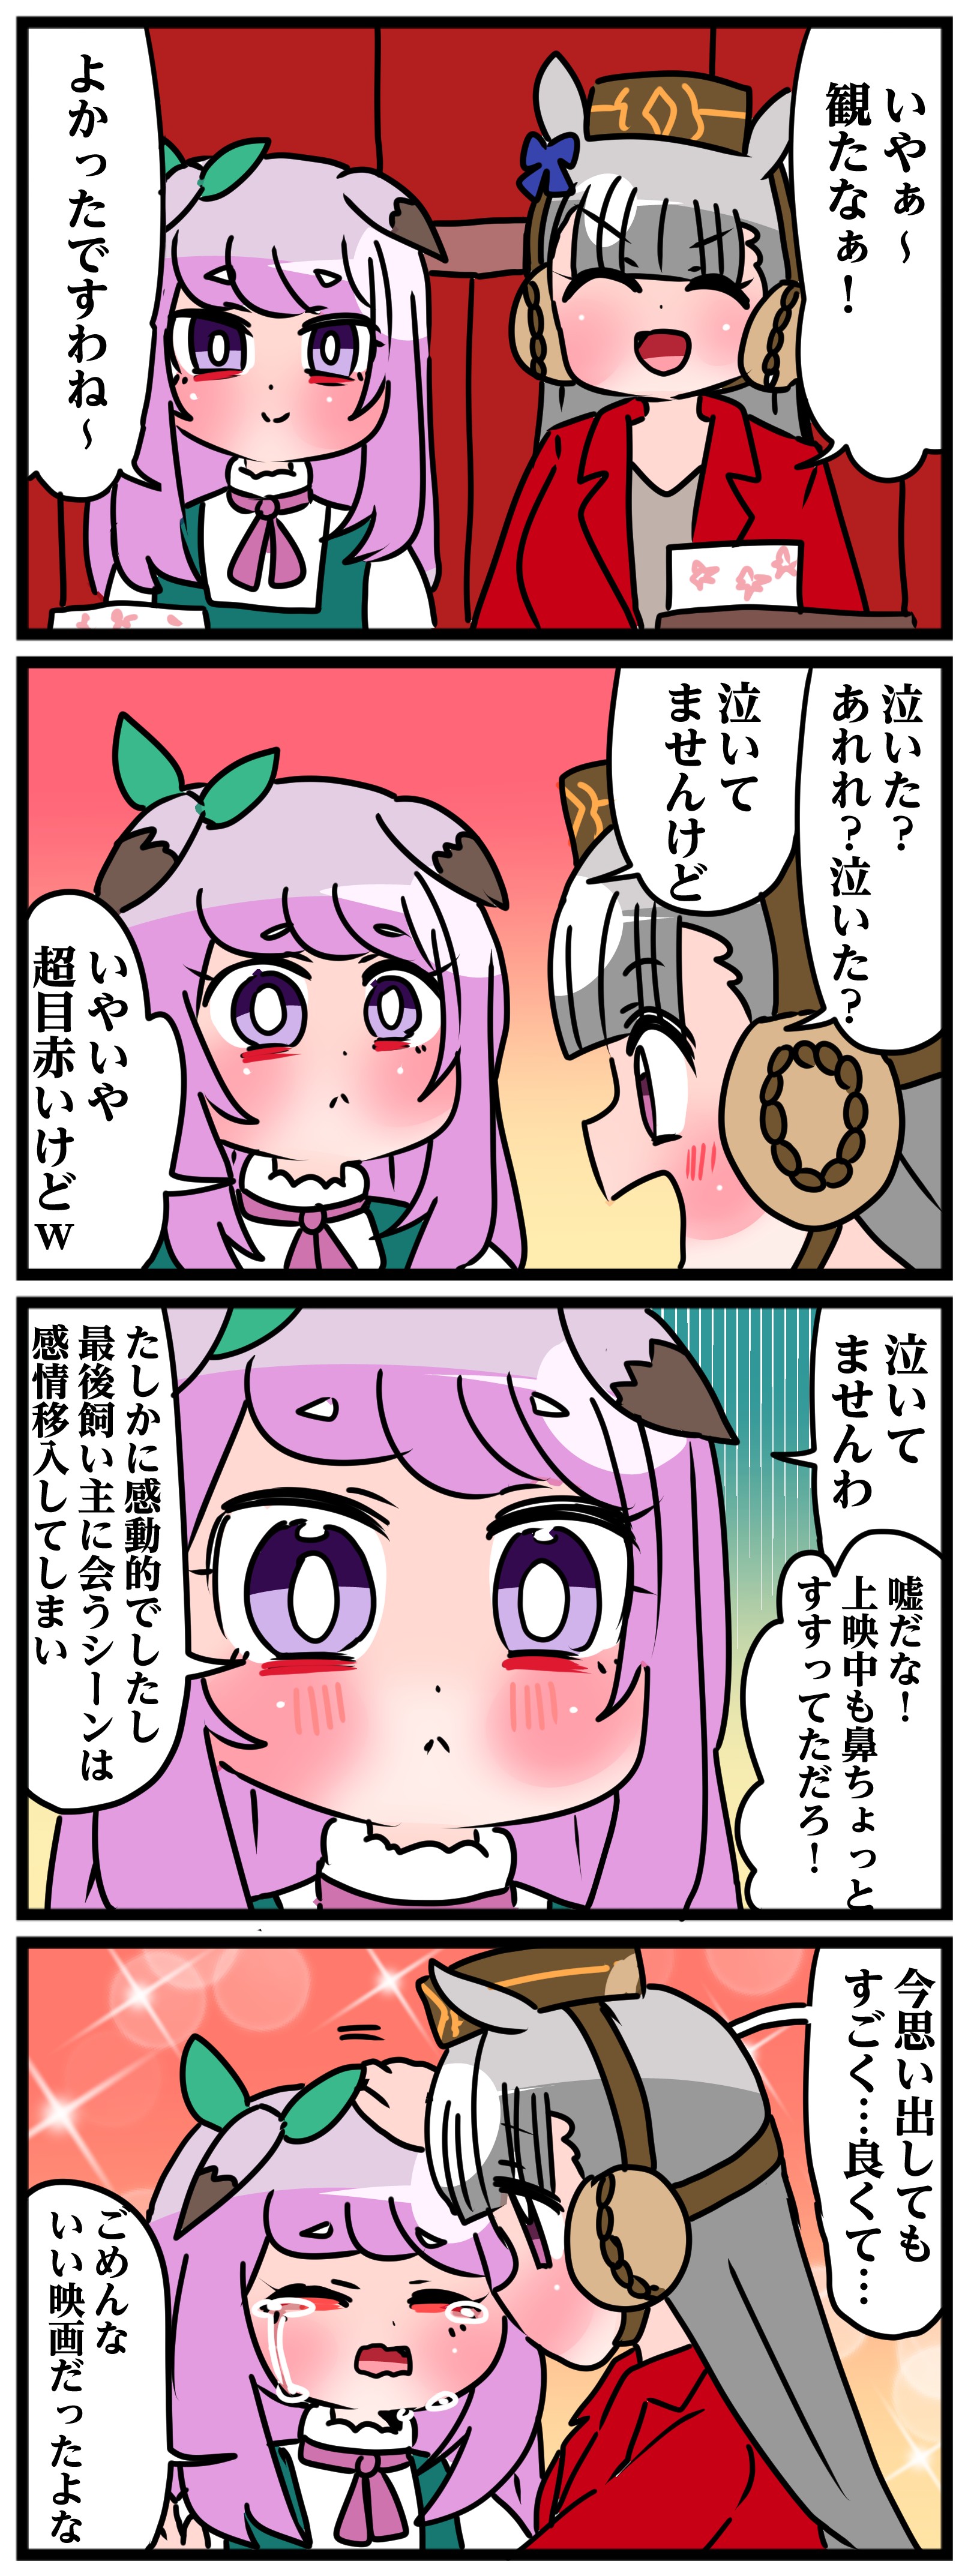 いやぁ～
観たなぁ！
よかったですわね～
泣いた？
あれれ？泣いた？
泣いて
ませんけど
いやいや
超目赤いけどw
泣いて
ませんわ
嘘だな！
上映中も鼻ちょっと
すすってただろ！
たしかに感動的でしたし
最後飼い主に会うシーンは
感情移入してしまい
今思い出しても
すごく…良くて…
ごめんな
いい映画だったよな